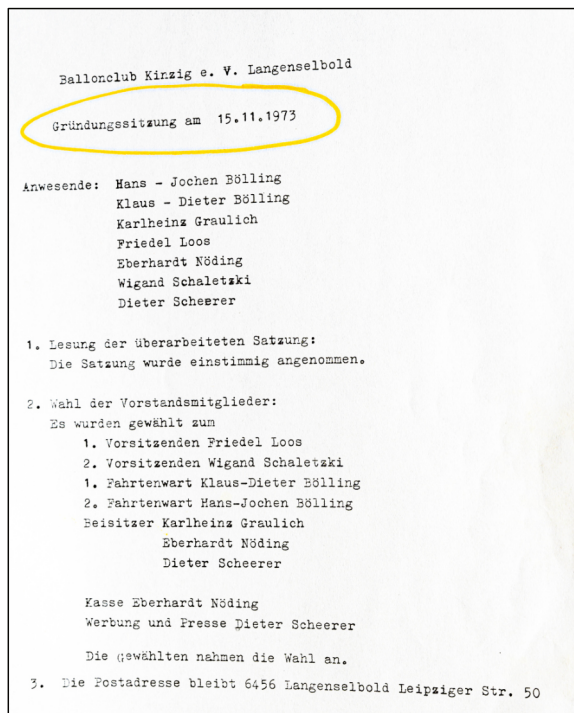 Ballonclub Kinzig e. V. Langenselbold
Gründungssitzung am 15.11.1973
Anwesende: Hans - Jochen Bölling
Klaus - Dieter Bölling
Karlheinz Graulich
Friedel Loos
Eberhardt Nöding
Wigand Schaletzki
Dieter Scheerer
1. Lesung der überarbeiteten Satzung:
Die Satzung wurde einstimmig angenommen.
2. Wahl der Vorstandsmitglieder:
Es wurden gewählt zum
1. Vorsitzenden Friedel Loos
2. Vorsitzenden Wigand Schaletzki
1. Fahrtenwart Klaus-Dieter Bölling
2. Fahrtenwart Hans-Jochen Bölling
Beisitzer Karlheinz Graulich
Eberhardt Nöding
Dieter Scheerer
Kasse Eberhardt Nöding
Werbung und Presse Dieter Scheerer
Die gewählten nahmen die Wahl an.
3. Die Postadresse bleibt 6456 Langenselbold Leipziger Str. 50